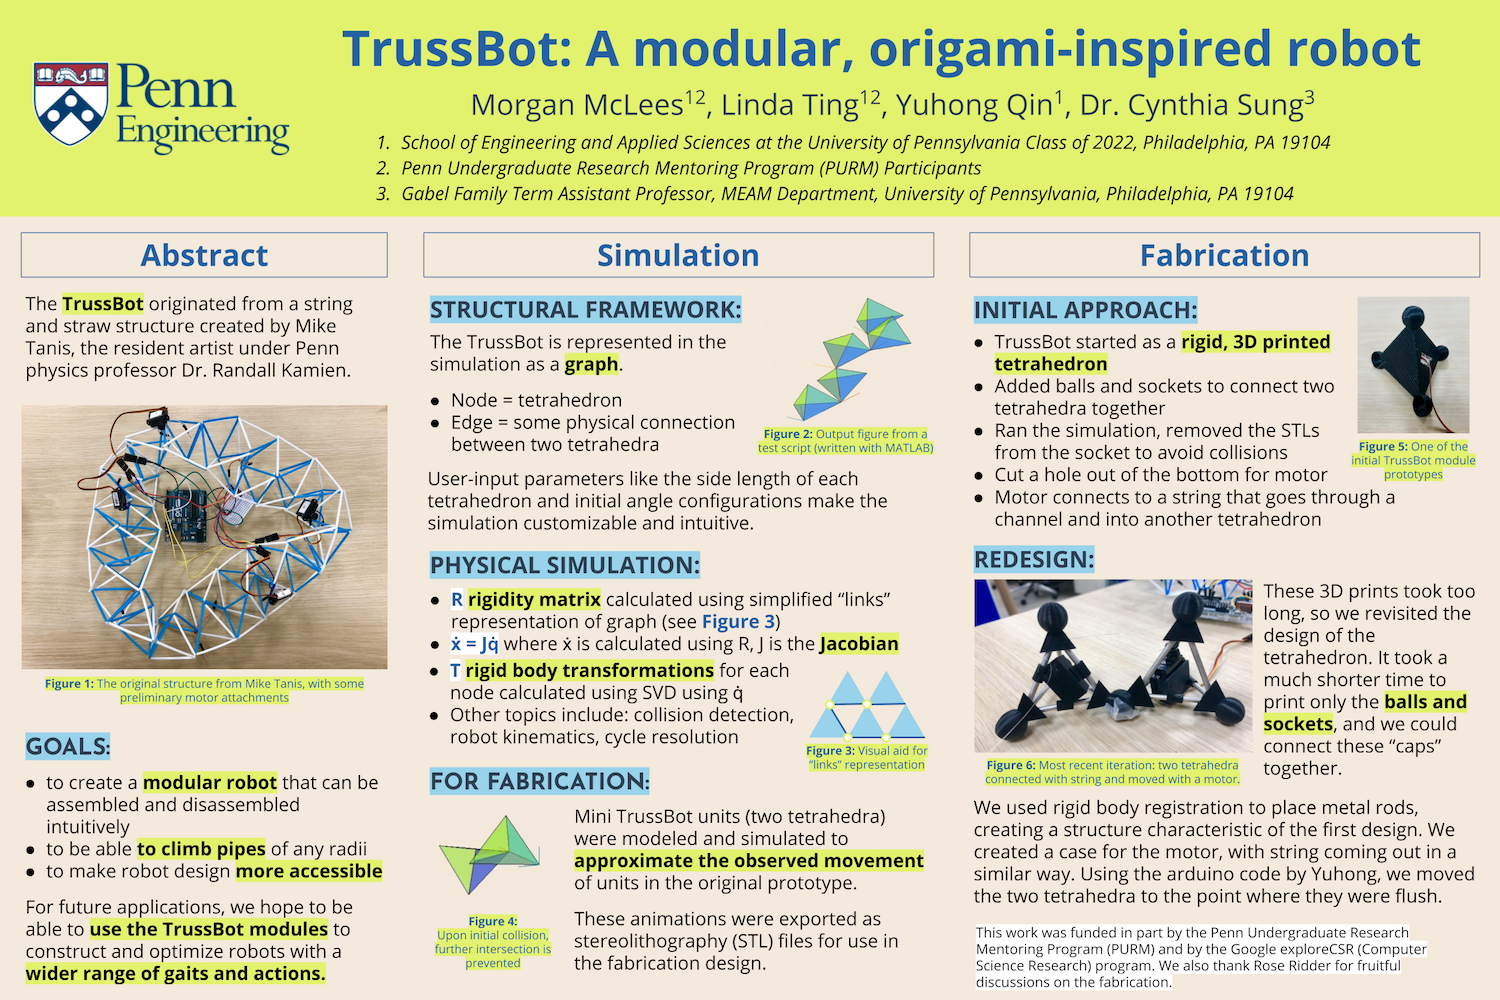 TrussBot: A modular, origami-inspired robot
Penn
Engineering
Morgan McLees12, Linda Ting12, Yuhong Qin1, Dr. Cynthia Sung3
1. School of Engineering and Applied Sciences at the University of Pennsylvania Class of 2022, Philadelphia, PA 19104
2. Penn Undergraduate Research Mentoring Program (PURM) Participants
3. Gabel Family Term Assistant Professor, MEAM Department, University of Pennsylvania, Philadelphia, PA 19104
Abstract
The TrussBot originated from a string
and straw structure created by Mike
Tanis, the resident artist under Penn
physics professor Dr. Randall Kamien.
Figure 1: The original structure from Mike Tanis, with some
preliminary motor attachments
GOALS:
● to create a modular robot that can be
assembled and disassembled
intuitively
● to be able to climb pipes of any radii
● to make robot design more accessible
For future applications, we hope to be
able to use the TrussBot modules to
construct and optimize robots with a
wider range of gaits and actions.
Simulation
STRUCTURAL FRAMEWORK:
The TrussBot is represented in the
simulation as a graph.
● Node = tetrahedron
● Edge = some physical connection
between two tetrahedra
Figure 2: Output figure from a
test script (written with MATLAB)
User-input parameters like the side length of each
tetrahedron and initial angle configurations make the
simulation customizable and intuitive.
PHYSICAL SIMULATION:
● R rigidity matrix calculated using simplified “links”
representation of graph (see Figure 3)
● ẋ = Jq̇ where ẋ is calculated using R, J is the Jacobian
● T rigid body transformations for each
node calculated using SVD using q̇
● Other topics include: collision detection,
robot kinematics, cycle resolution
Figure 3: Visual aid for
“links” representation
FOR FABRICATION:
Mini TrussBot units (two tetrahedra)
were modeled and simulated to
approximate the observed movement
of units in the original prototype.
Figure 4:
Upon initial collision,
further intersection is
prevented
These animations were exported as
stereolithography (STL) files for use in
the fabrication design.
Fabrication
INITIAL APPROACH:
● TrussBot started as a rigid, 3D printed
tetrahedron
● Added balls and sockets to connect two
tetrahedra together
● Ran the simulation, removed the STLs
from the socket to avoid collisions
● Cut a hole out of the bottom for motor
● Motor connects to a string that goes through a
channel and into another tetrahedron
Figure 5: One of the
initial TrussBot module
prototypes
REDESIGN:
These 3D prints took too
long, so we revisited the
design of the
tetrahedron. It took a
much shorter time to
print only the balls and
sockets, and we could
connect these “caps”
together.
Figure 6: Most recent iteration: two tetrahedra
connected with string and moved with a motor.
We used rigid body registration to place metal rods,
creating a structure characteristic of the first design. We
created a case for the motor, with string coming out in a
similar way. Using the arduino code by Yuhong, we moved
the two tetrahedra to the point where they were flush.
This work was funded in part by the Penn Undergraduate Research
Mentoring Program (PURM) and by the Google exploreCSR (Computer
Science Research) program. We also thank Rose Ridder for fruitful
discussions on the fabrication.